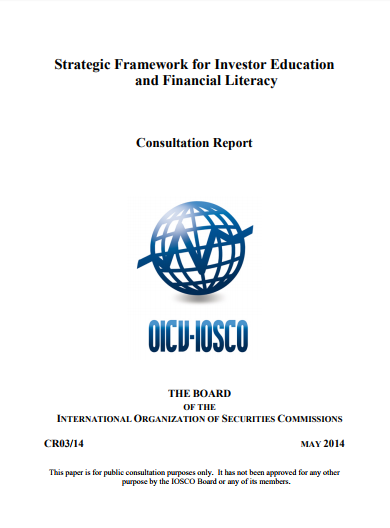 Strategic Framework for Investor Education
and Financial Literacy
Consultation Report
OICU-IOSCO
THE BOARD
OF THE
INTERNATIONAL ORGANIZATION OF SECURITIES COMMISSIONS
CR03/14 MAY 2014
This paper is for public consultation purposes only. It has not been approved for any other
purpose by the IOSCO Board or any of its members.